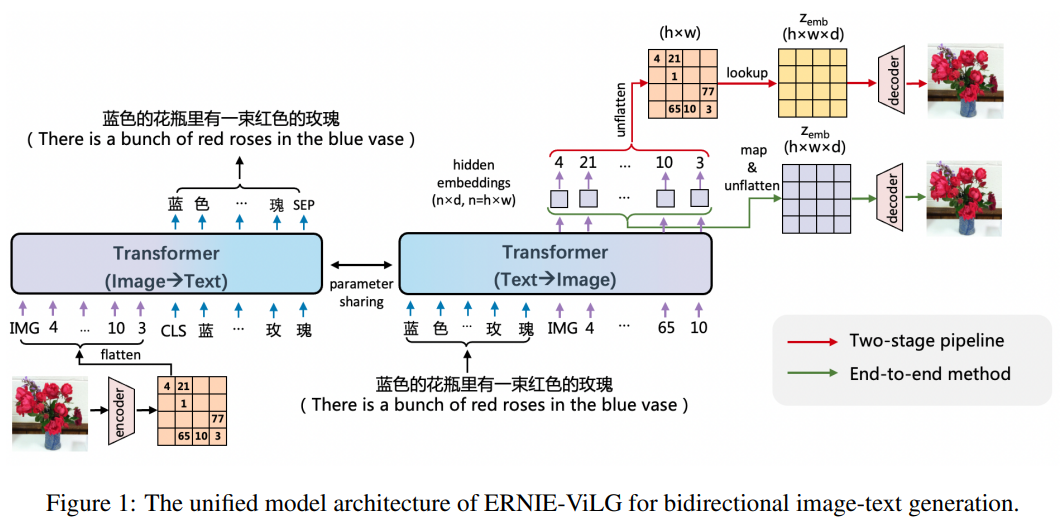 蓝色的花瓶里有一束红色的玫瑰
( There is a bunch of red roses in the blue vase )
蓝 色 ... 瑰 SEP
Transformer
(Image→Text)
IMG 4 ... 10 3 CLS 蓝 ... 玫 瑰
flatten
encoder
4 21
1
77
65 10 3
parameter
sharing
(h×w)
4 21
1
77
65 10 3
lookup
z_emb
(h×w×d)
decoder
unflatten
4 21 ... 10 3
hidden
embeddings
(n×d, n=h×w)
...
map
&
unflatten
z_emb
(h×w×d)
decoder
Transformer
(Text→Image)
蓝 色 ... 玫 瑰 IMG 4 ... 65 10
蓝色的花瓶里有一束红色的玫瑰
( There is a bunch of red roses in the blue vase )
Two-stage pipeline
End-to-end method
Figure 1: The unified model architecture of ERNIE-ViLG for bidirectional image-text generation.